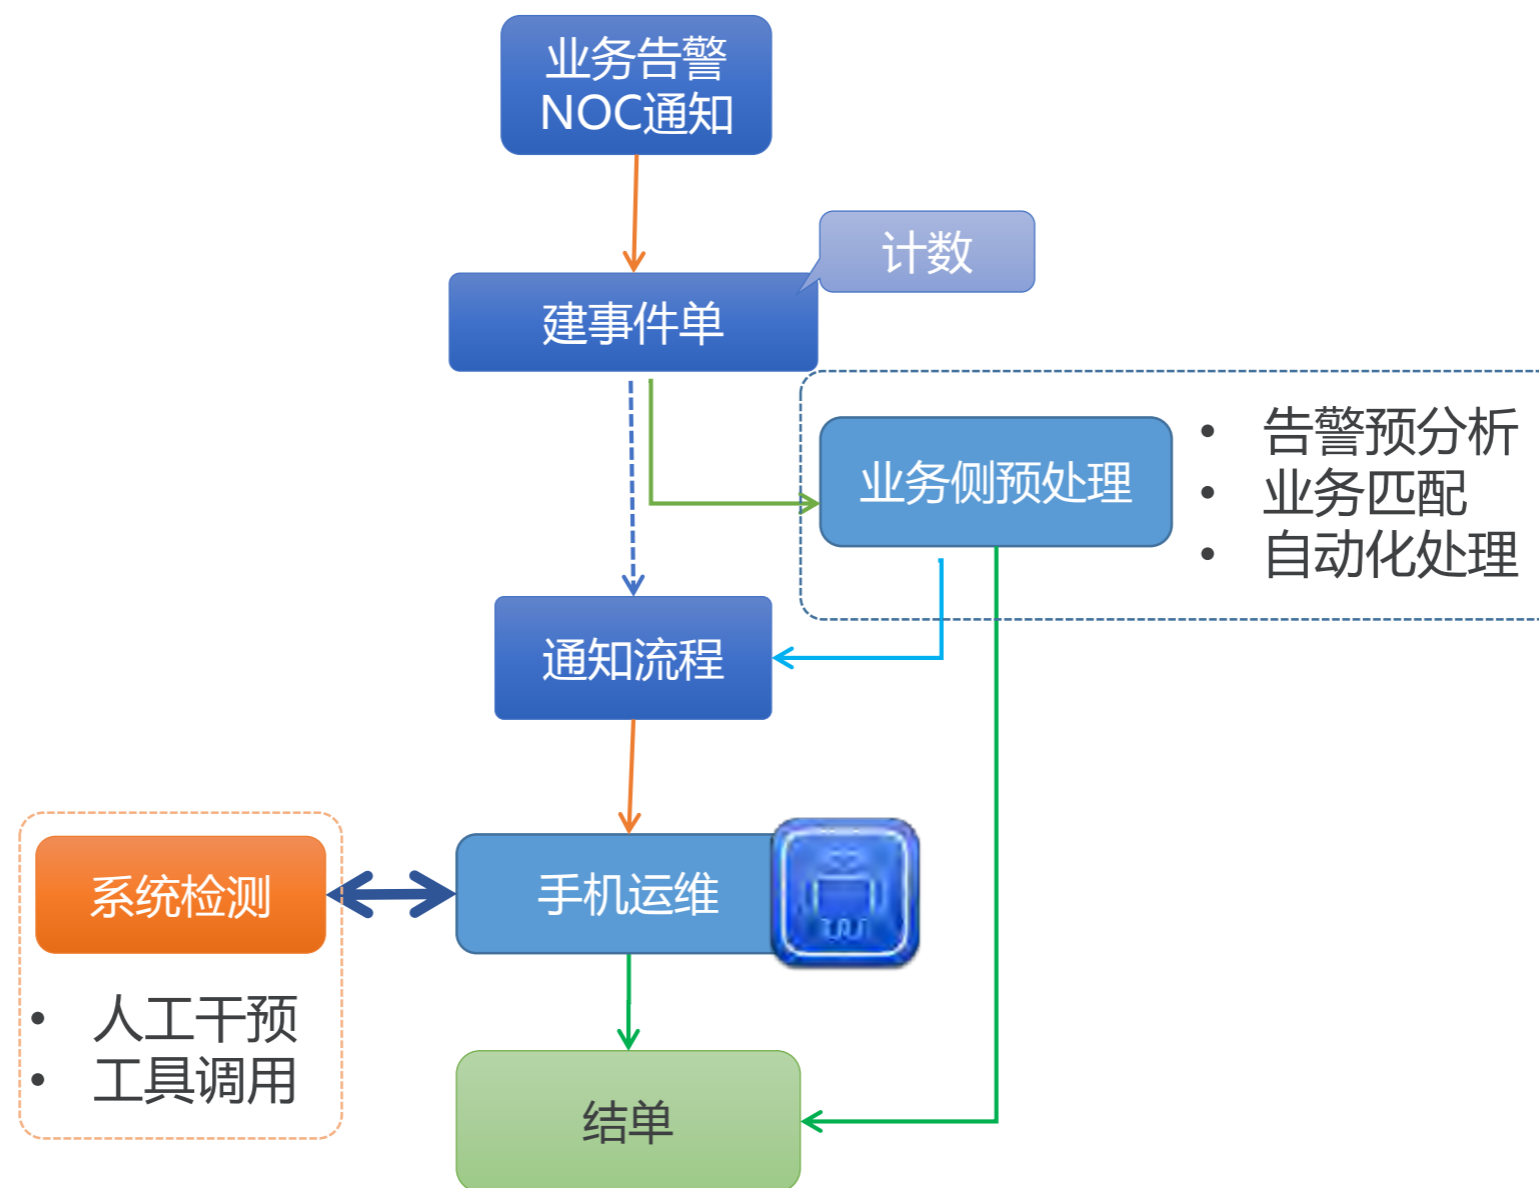 业务告警
NOC通知
计数
建事件单
业务侧预处理
• 告警预分析
• 业务匹配
• 自动化处理
通知流程
系统检测
手机运维
• 人工干预
• 工具调用
结单